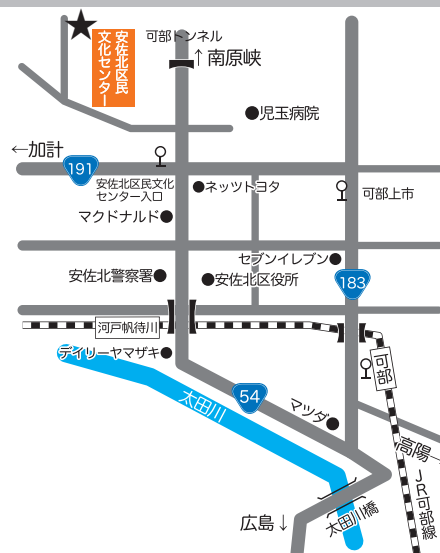 可部トンネル
安佐北区民
文化センター
↑南原峡
児玉病院
←加計
191
安佐北区民文化
センター入口
ネッツトヨタ
可部上市
マクドナルド
セブンイレブン
安佐北警察署
安佐北区役所
183
河戸帆待川
デイリーヤマザキ
可部
54
太田川
マツダ
高陽→
JR可部線
広島↓
太田川橋